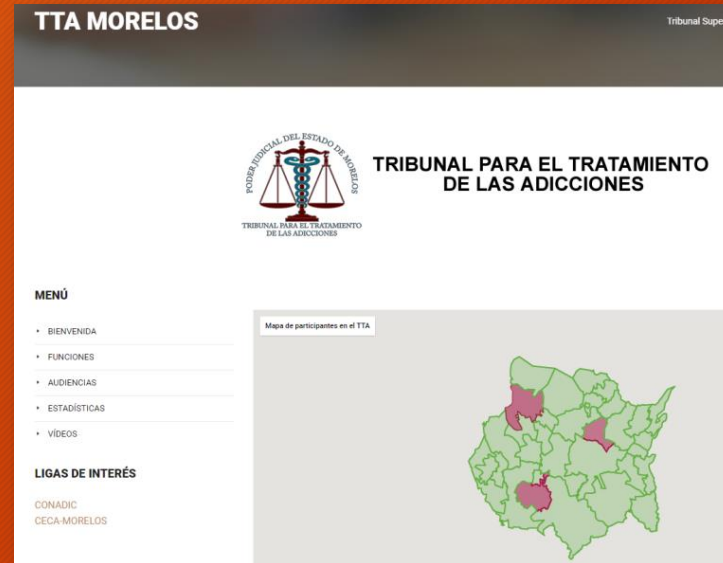 TTA MORELOS
Tribunal Supe
PODER JUDICIAL DEL ESTADO DE MORELOS
TRIBUNAL PARA EL TRATAMIENTO
DE LAS ADICCIONES
TRIBUNAL PARA EL TRATAMIENTO
DE LAS ADICCIONES
MENÚ
BIENVENIDA
FUNCIONES
AUDIENCIAS
ESTADÍSTICAS
VÍDEOS
LIGAS DE INTERÉS
CONADIC
CECA-MORELOS
Mapa de participantes en el TTA